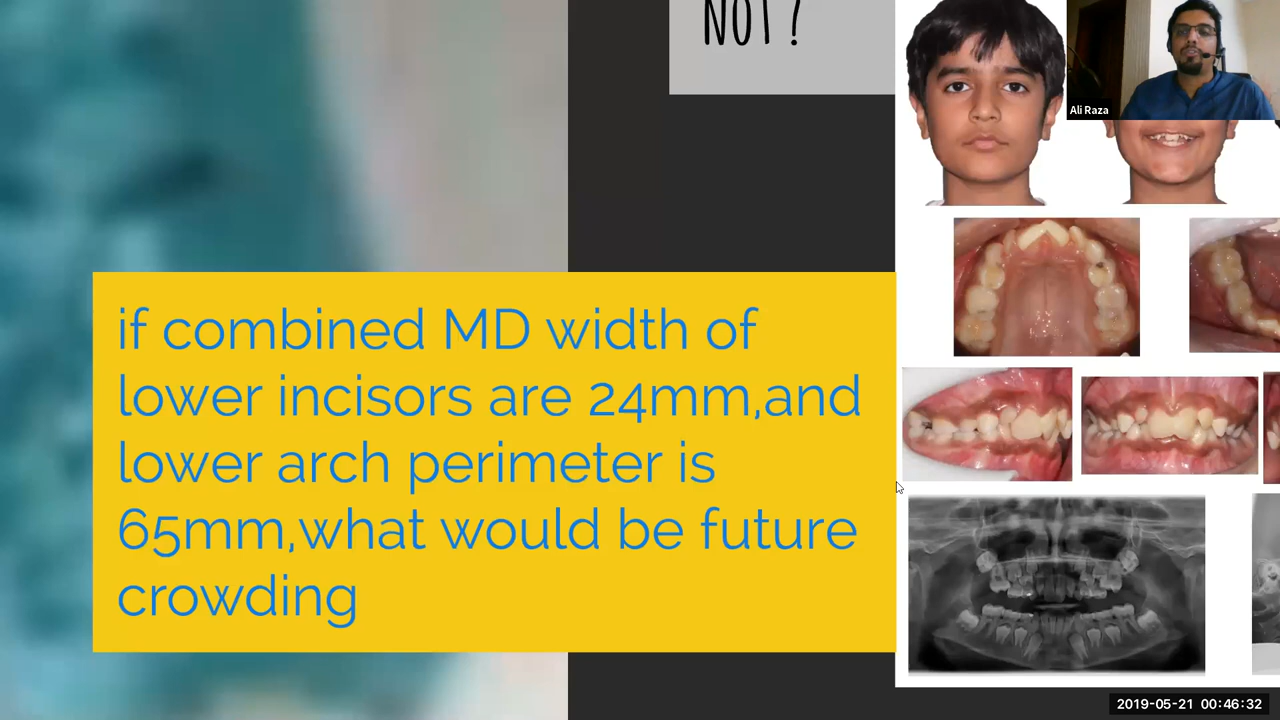 NOT?
Ali Raza
if combined MD width of
lower incisors are 24mm,and
lower arch perimeter is
65mm,what would be future
crowding
2019-05-21 00:46:32